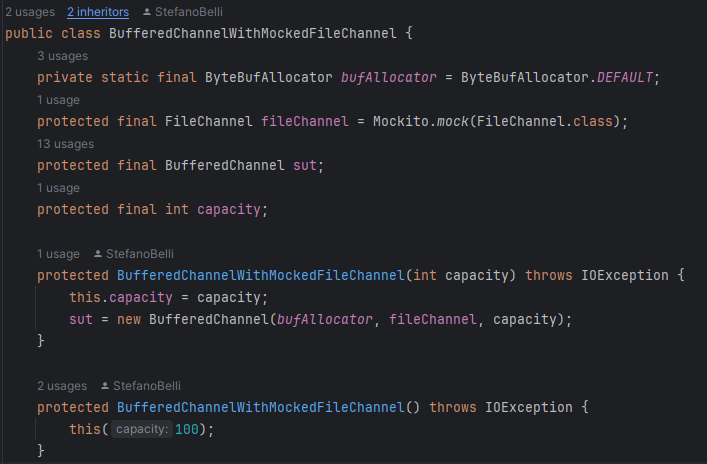 2 usages 2 inheritors StefanoBelli
public class BufferedChannelWithMockedFileChannel {
3 usages
private static final ByteBufAllocator bufAllocator = ByteBufAllocator.DEFAULT;
1 usage
protected final FileChannel fileChannel = Mockito.mock(FileChannel.class);
13 usages
protected final BufferedChannel sut;
1 usage
protected final int capacity;
1 usage StefanoBelli
protected BufferedChannelWithMockedFileChannel(int capacity) throws IOException {
this.capacity = capacity;
sut = new BufferedChannel(bufAllocator, fileChannel, capacity);
}
2 usages StefanoBelli
protected BufferedChannelWithMockedFileChannel() throws IOException {
this( capacity: 100);
}